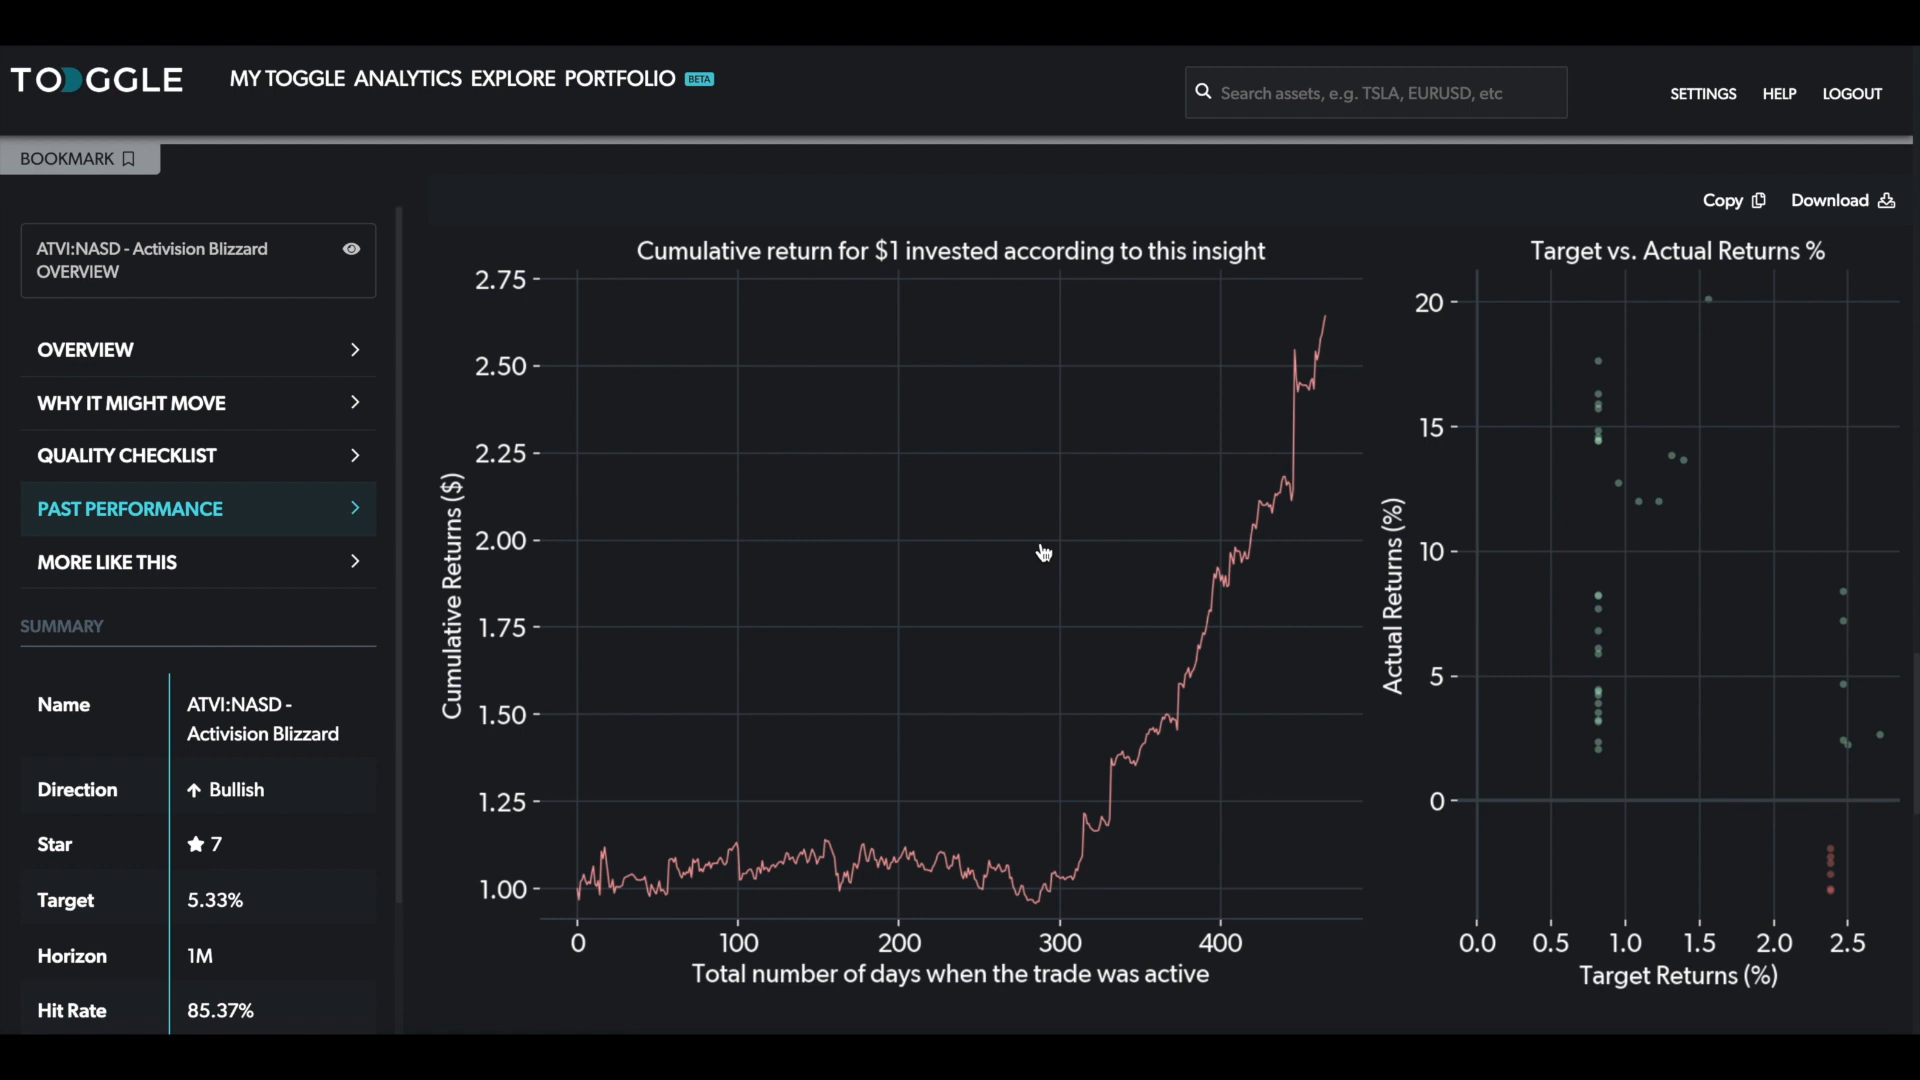 TOGGLE
MY TOGGLE ANALYTICS EXPLORE PORTFOLIO BETA
Search assets, e.g. TSLA, EURUSD, etc
SETTINGS HELP LOGOUT
BOOKMARK
Copy Download
ATVI:NASD - Activision Blizzard
OVERVIEW
OVERVIEW
WHY IT MIGHT MOVE
QUALITY CHECKLIST
PAST PERFORMANCE
MORE LIKE THIS
SUMMARY
Name ATVI:NASD -
Activision Blizzard
Direction Bullish
Star 7
Target 5.33%
Horizon 1M
Hit Rate 85.37%
Cumulative return for $1 invested according to this insight
Cumulative Returns ($)
2.75
2.50
2.25
2.00
1.75
1.50
1.25
1.00
0 100 200 300 400
Total number of days when the trade was active
Target vs. Actual Returns %
Actual Returns (%)
20
15
10
5
0
0.0 0.5 1.0 1.5 2.0 2.5
Target Returns (%)